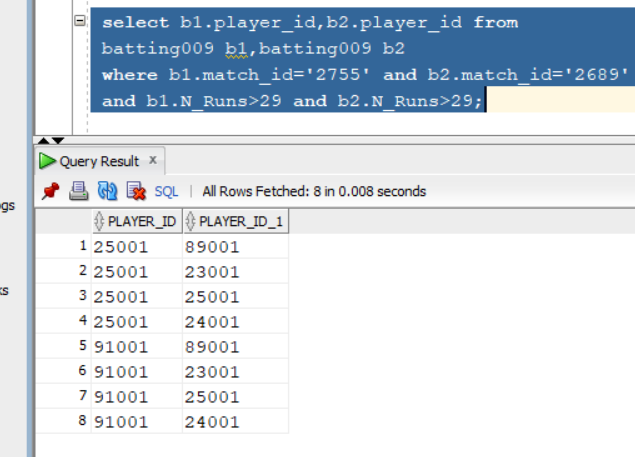 select b1.player_id,b2.player_id from
batting009 b1,batting009 b2
where b1.match_id='2755' and b2.match_id='2689'
and b1.N_Runs>29 and b2.N_Runs>29;
Query Result x
SQL | All Rows Fetched: 8 in 0.008 seconds
gs
PLAYER_ID PLAYER_ID_1
1 25001 89001
2 25001 23001
3 25001 25001
ks
4 25001 24001
5 91001 89001
6 91001 23001
7 91001 25001
8 91001 24001